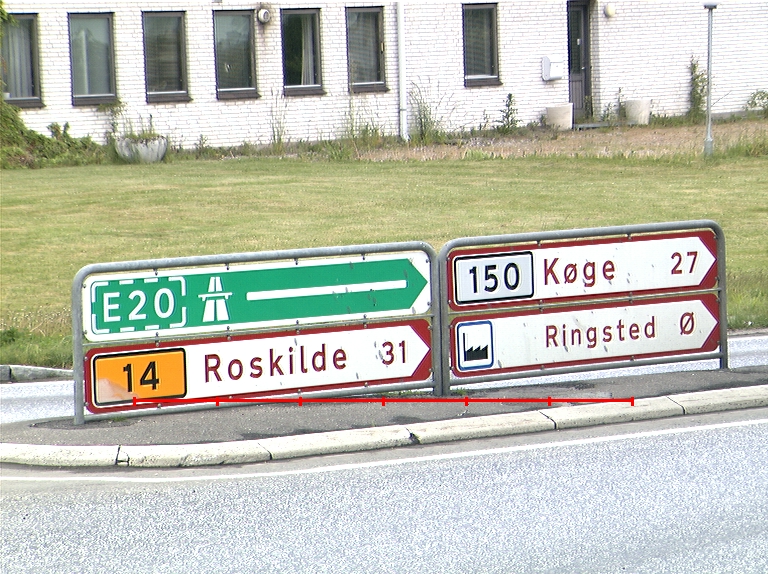 E20
14 Roskilde 31
150 Køge 27
Ringsted Ø